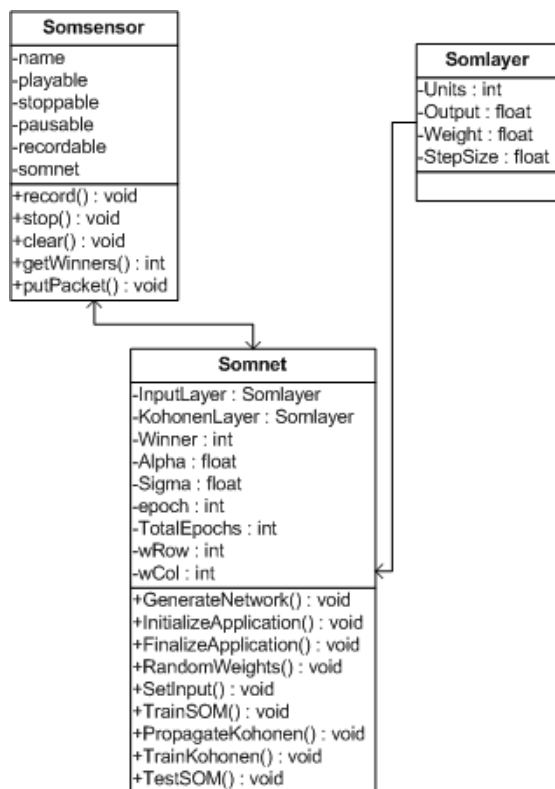 Somsensor
-name
-playable
-stoppable
-pausable
-recordable
-somnet
+record() : void
+stop() : void
+clear() : void
+getWinners() : int
+putPacket() : void
Somlayer
-Units : int
-Output : float
-Weight : float
-StepSize : float
Somnet
-InputLayer : Somlayer
-KohonenLayer : Somlayer
-Winner : int
-Alpha : float
-Sigma : float
-epoch : int
-TotalEpochs : int
-wRow : int
-wCol : int
+GenerateNetwork() : void
+InitializeApplication() : void
+FinalizeApplication() : void
+RandomWeights() : void
+SetInput() : void
+TrainSOM() : void
+PropagateKohonen() : void
+TrainKohonen() : void
+TestSOM() : void